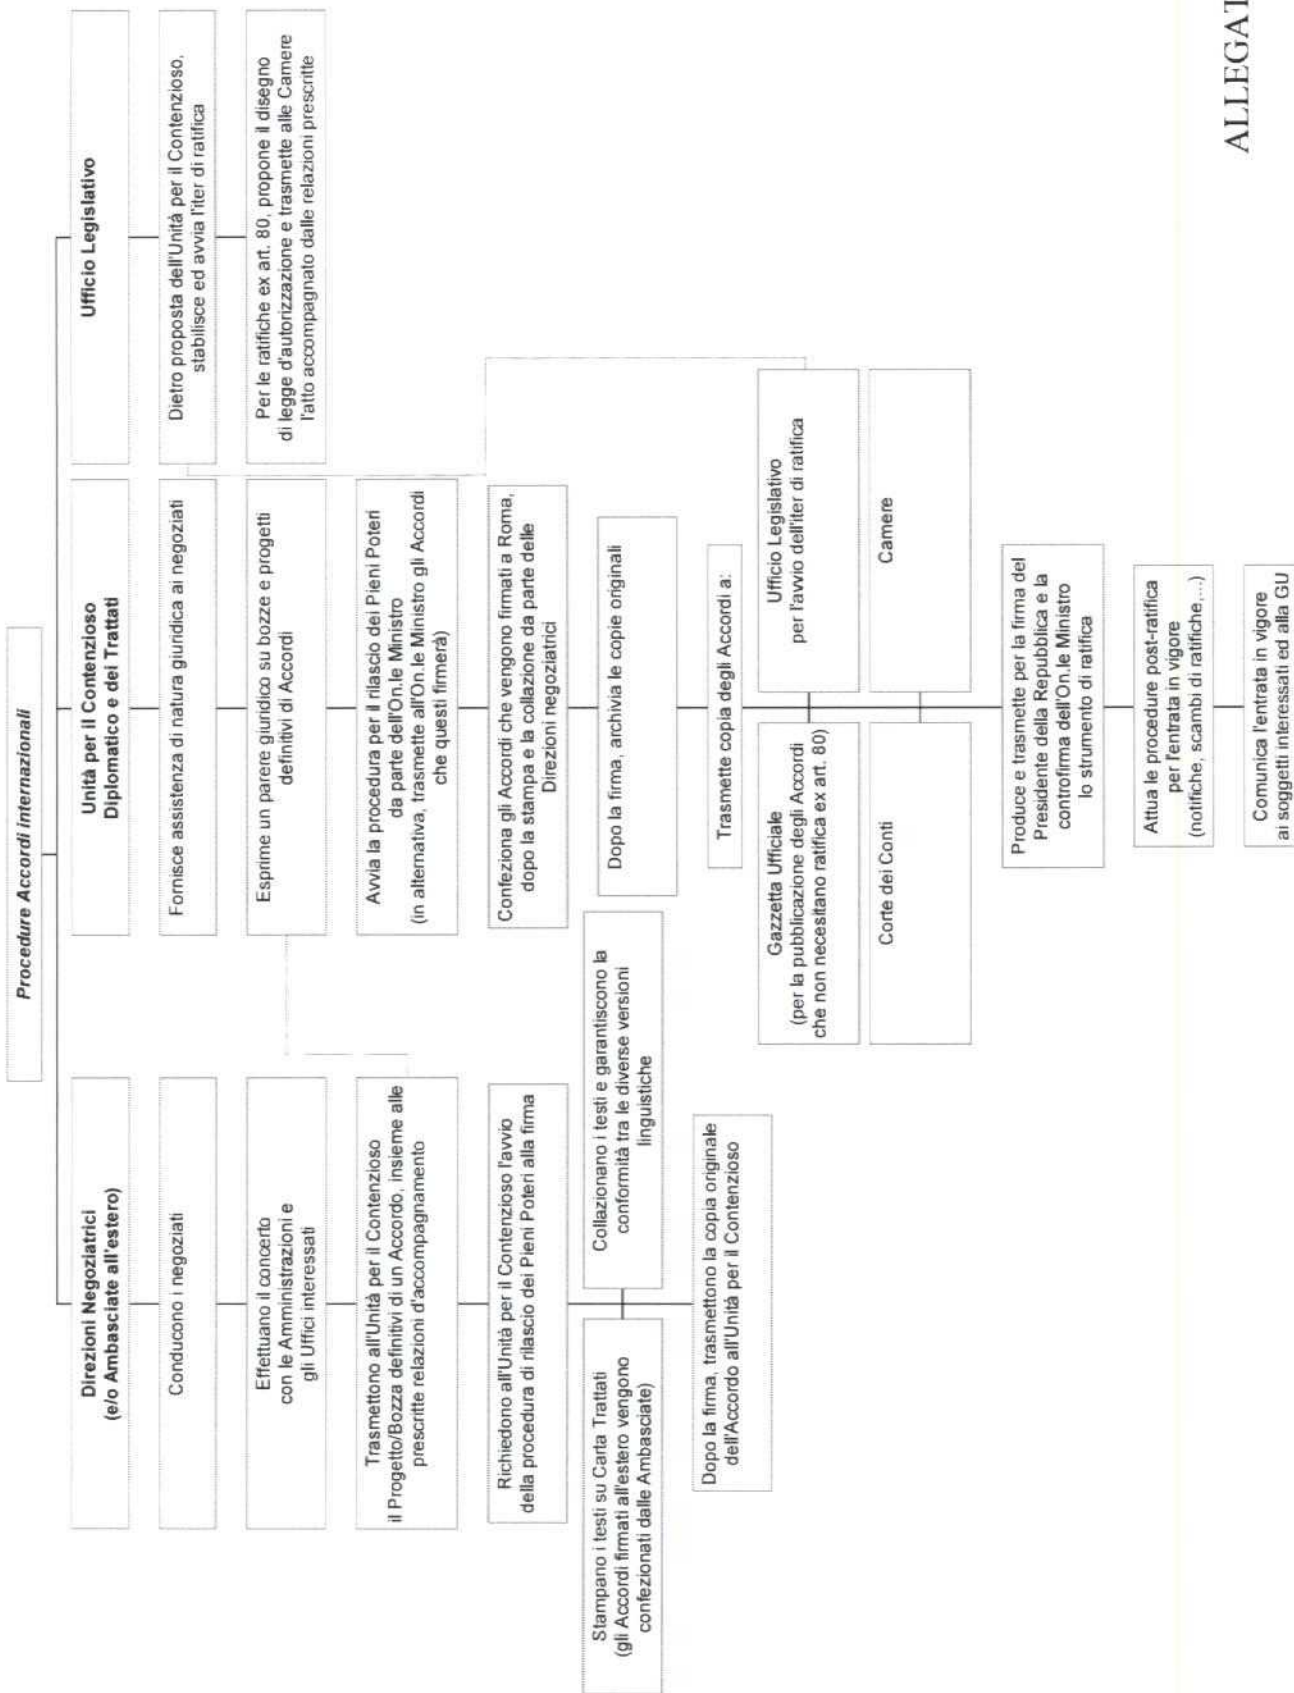 Procedure Accordi internazionali
Direzioni Negoziatrici
(e/o Ambasciate all'estero)
Conducono i negoziati
Effettuano il concerto
con le Amministrazioni e
gli Uffici interessati
Trasmettono all'Unità per il Contenzioso
il Progetto/Bozza definitivi di un Accordo, insieme alle
prescritte relazioni d'accompagnamento
Richiedono all'Unità per il Contenzioso l'avvio
della procedura di rilascio dei Pieni Poteri alla firma
Stampano i testi su Carta Trattati
(gli Accordi firmati all'estero vengono
confezionati dalle Ambasciate)
Collazionano i testi e garantiscono la
conformità tra le diverse versioni
linguistiche
Dopo la firma, trasmettono la copia originale
dell'Accordo all'Unità per il Contenzioso
Unità per il Contenzioso
Diplomatico e dei Trattati
Fornisce assistenza di natura giuridica ai negoziati
Esprime un parere giuridico su bozze e progetti
definitivi di Accordi
Avvia la procedura per il rilascio dei Pieni Poteri
da parte dell'On.le Ministro
(in alternativa, trasmette all'On.le Ministro gli Accordi
che questi firmerà)
Confeziona gli Accordi che vengono firmati a Roma,
dopo la stampa e la collazione da parte delle
Direzioni negoziatrici
Dopo la firma, archivia le copie originali
Trasmette copia degli Accordi a:
Gazzetta Ufficiale
(per la pubblicazione degli Accordi
che non necesitano ratifica ex art. 80)
Ufficio Legislativo
per l'avvio dell'iter di ratifica
Corte dei Conti
Camere
Produce e trasmette per la firma del
Presidente della Repubblica e la
controfirma dell'On.le Ministro
lo strumento di ratifica
Attua le procedure post-ratifica
per l'entrata in vigore
(notifiche, scambi di ratifiche,...)
Comunica l'entrata in vigore
ai soggetti interessati ed alla GU
Ufficio Legislativo
Dietro proposta dell'Unità per il Contenzioso,
stabilisce ed avvia l'iter di ratifica
Per le ratifiche ex art. 80, propone il disegno
di legge d'autorizzazione e trasmette alle Camere
l'atto accompagnato dalle relazioni prescritte
ALLEGAT